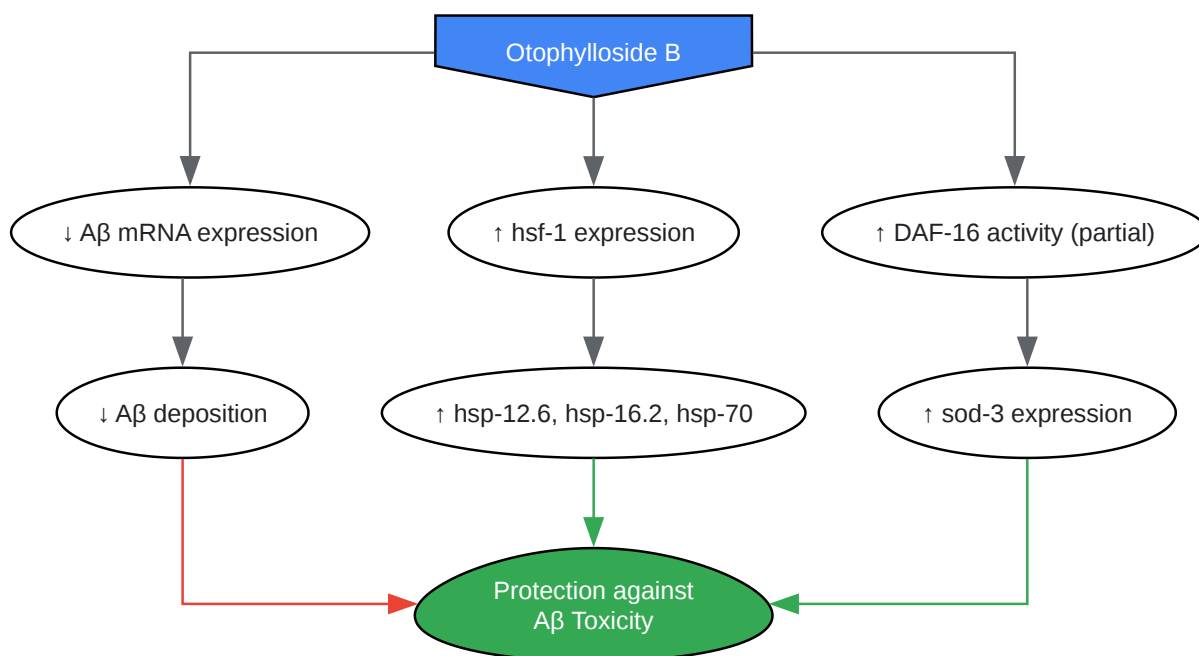 Otophylloside B
↓ Aβ mRNA expression
↑ hsf-1 expression
↑ DAF-16 activity (partial)
↓ Aβ deposition
↑ hsp-12.6, hsp-16.2, hsp-70
↑ sod-3 expression
Protection against
Aβ Toxicity